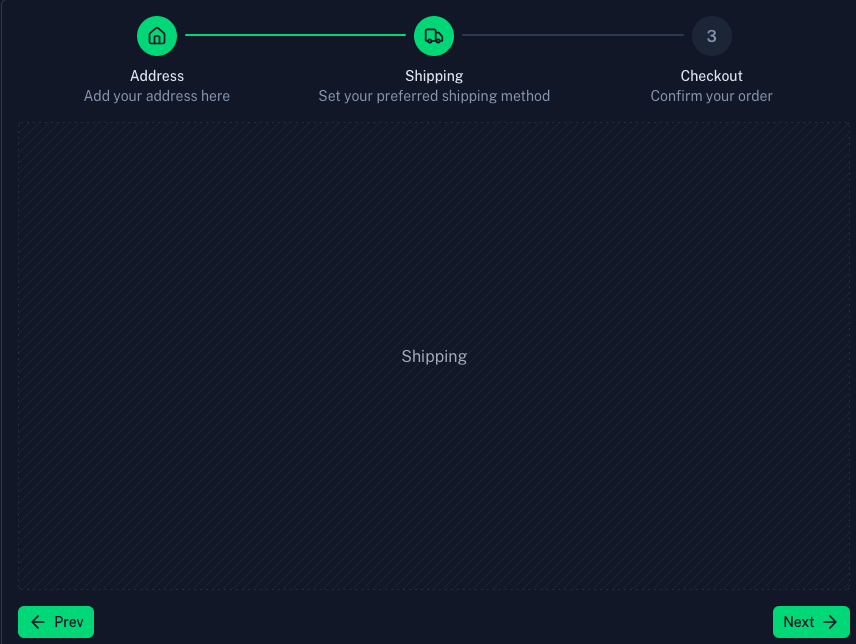 3
Address
Shipping
Checkout
Add your address here
Set your preferred shipping method
Confirm your order
Shipping
Prev
Next